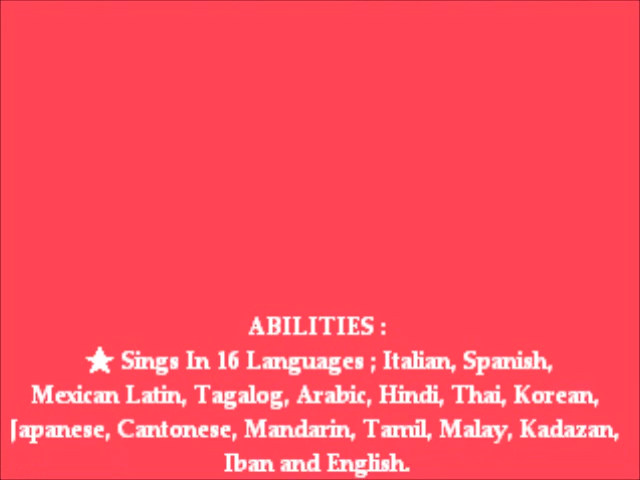 ABILITIES :
★ Sings In 16 Languages ; Italian, Spanish,
Mexican Latin, Tagalog, Arabic, Hindi, Thai, Korean,
Japanese, Cantonese, Mandarin, Tamil, Malay, Kadazan,
Iban and English.